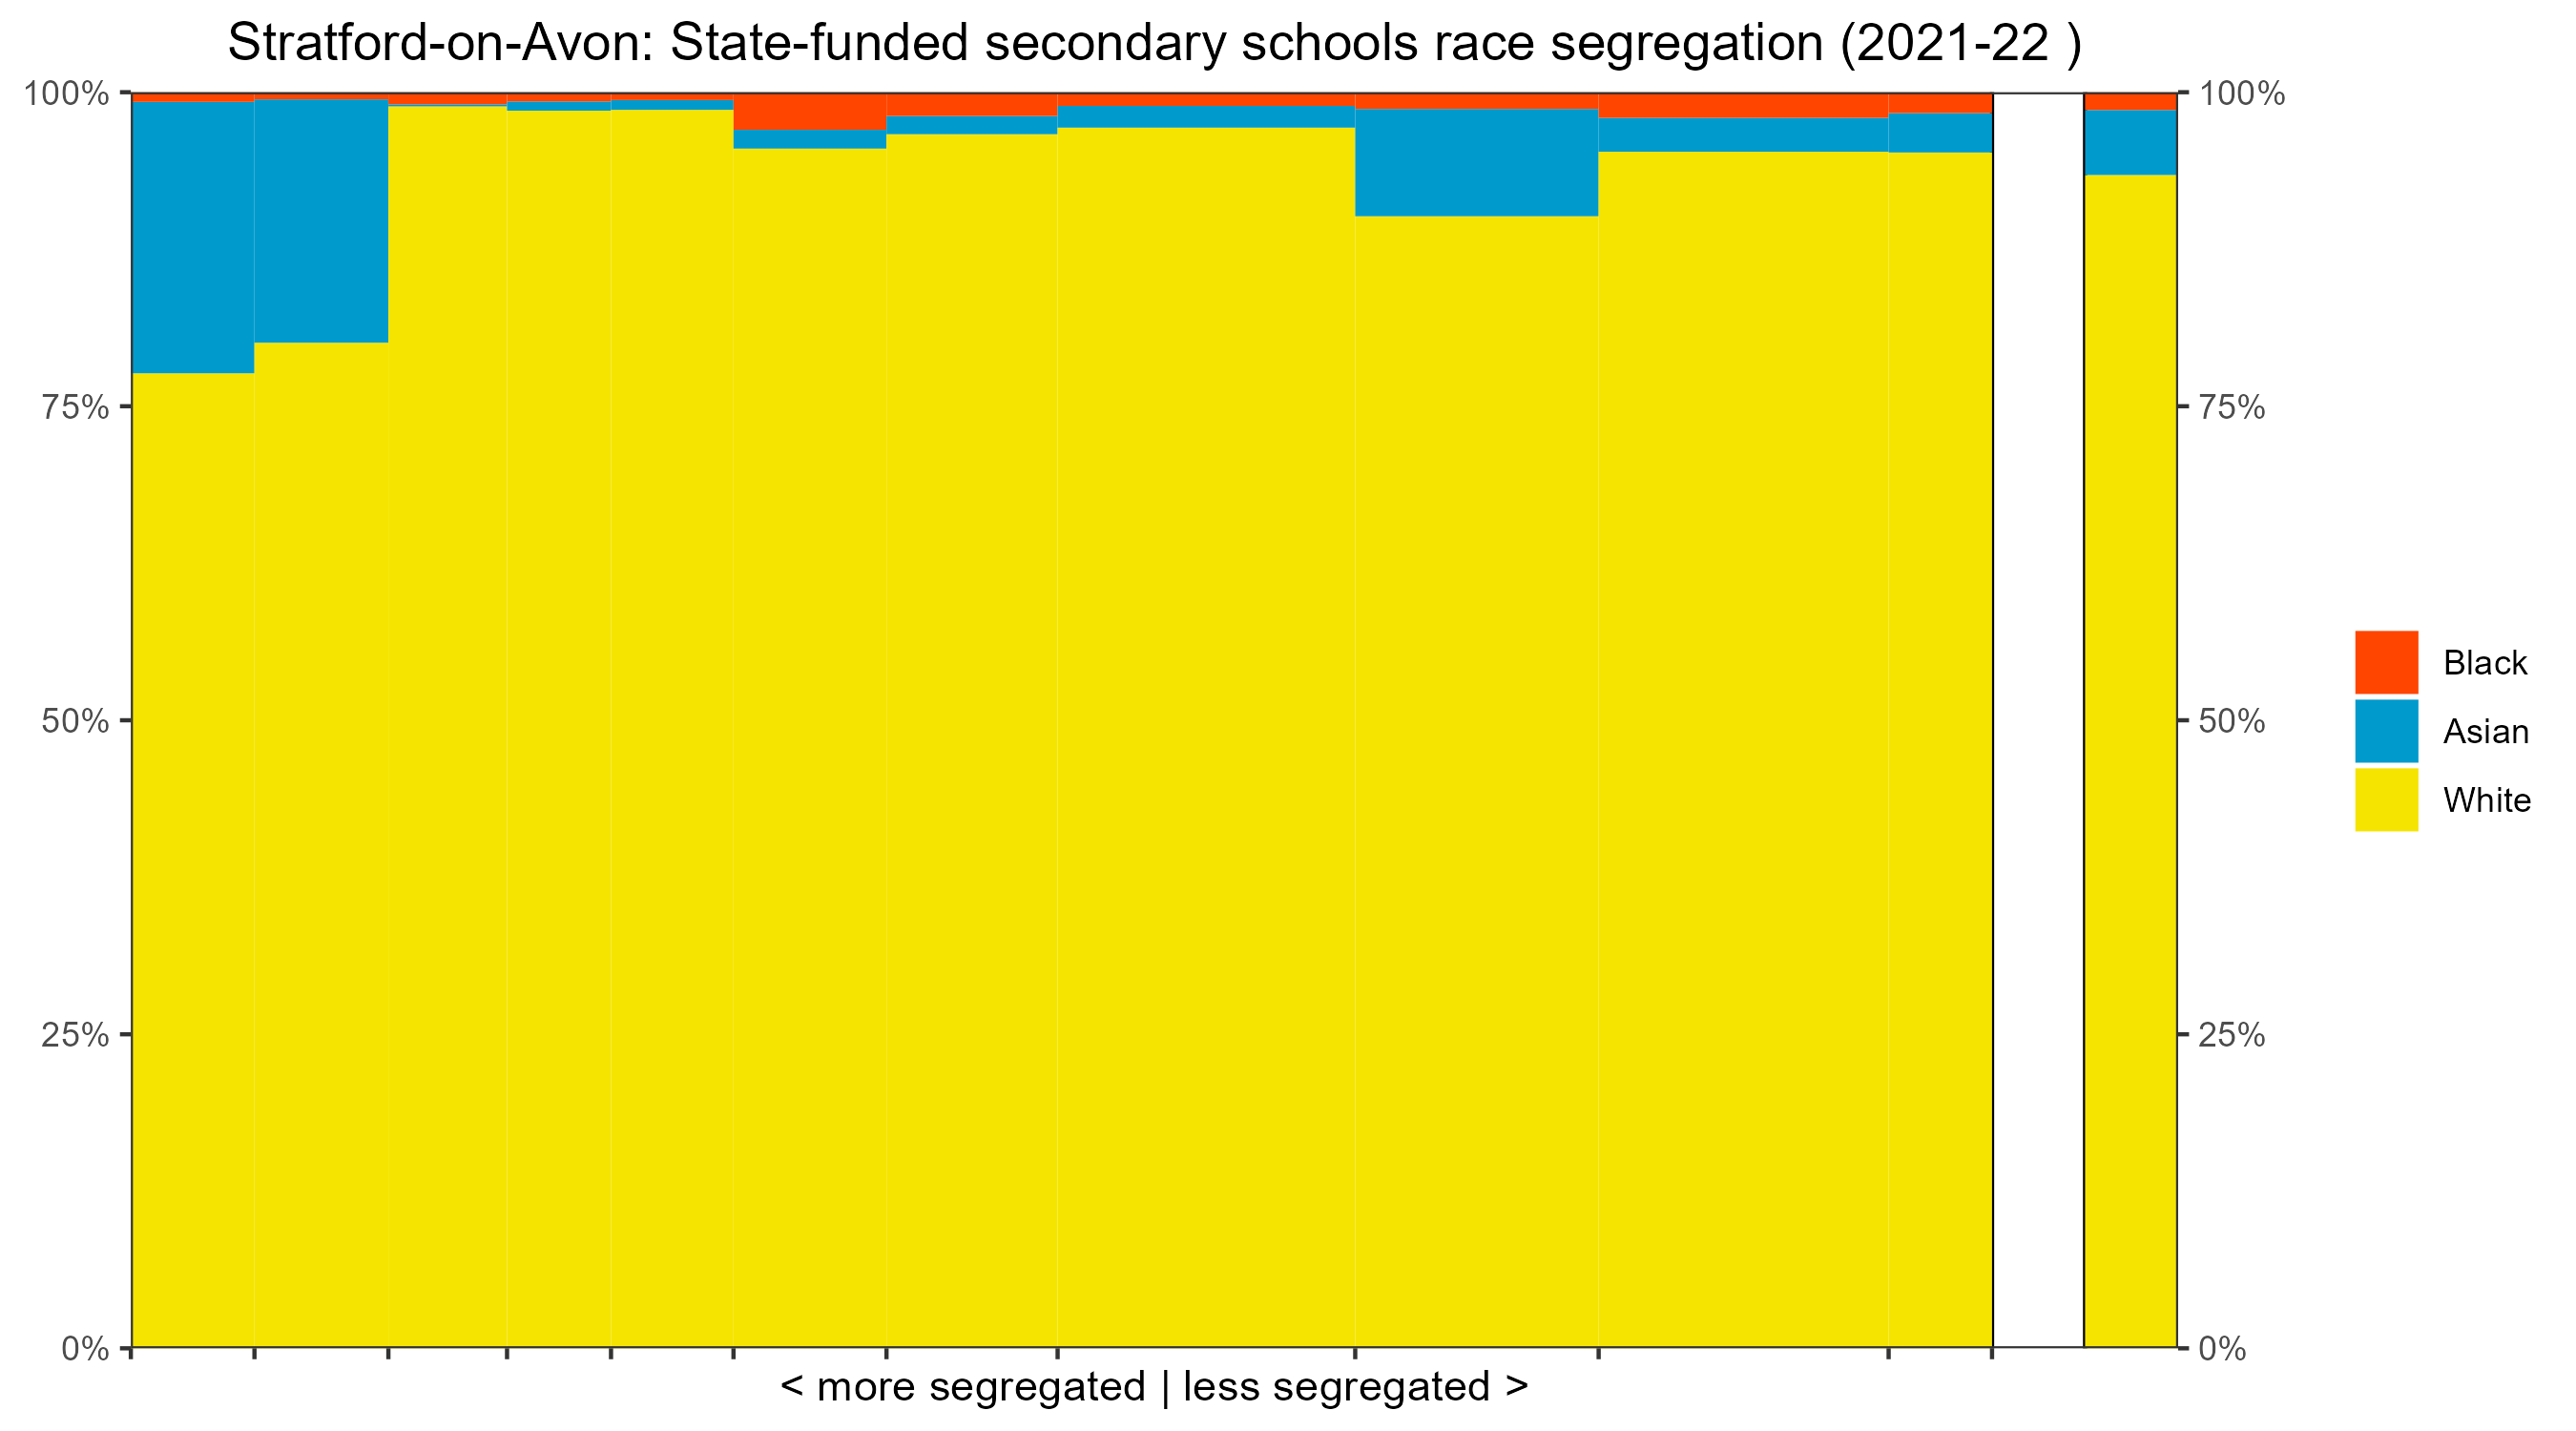 Stratford-on-Avon: State-funded secondary schools race segregation (2021-22 )
100%
75%
50%
25%
0%
100%
75%
50%
25%
0%
Black
Asian
White
< more segregated | less segregated >